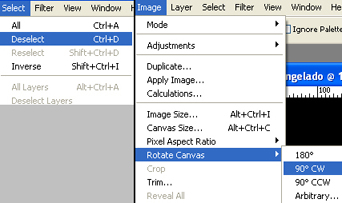 Select Filter View Window H
All Ctrl+A
Deselect Ctrl+D
Reselect Shift+Ctrl+D
Inverse Shift+Ctrl+I
All Layers Alt+Ctrl+A
Deselect Layers
Image Layer Select Filter View Window
Mode
Adjustments
Duplicate...
Apply Image...
Calculations...
Image Size... Alt+Ctrl+I
Canvas Size... Alt+Ctrl+C
Pixel Aspect Ratio
Rotate Canvas
Crop
Trim...
Reveal All
Ignore Palette
ngelado @ 1
100
180°
90° CW
90° CCW
Arbitrary...